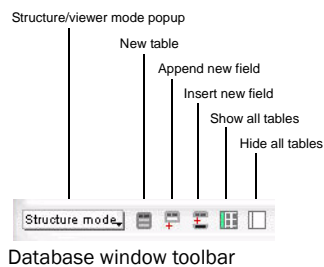 Structure/viewer mode popup
New table
Append new field
Insert new field
Show all tables
Hide all tables
Structure mode
Database window toolbar